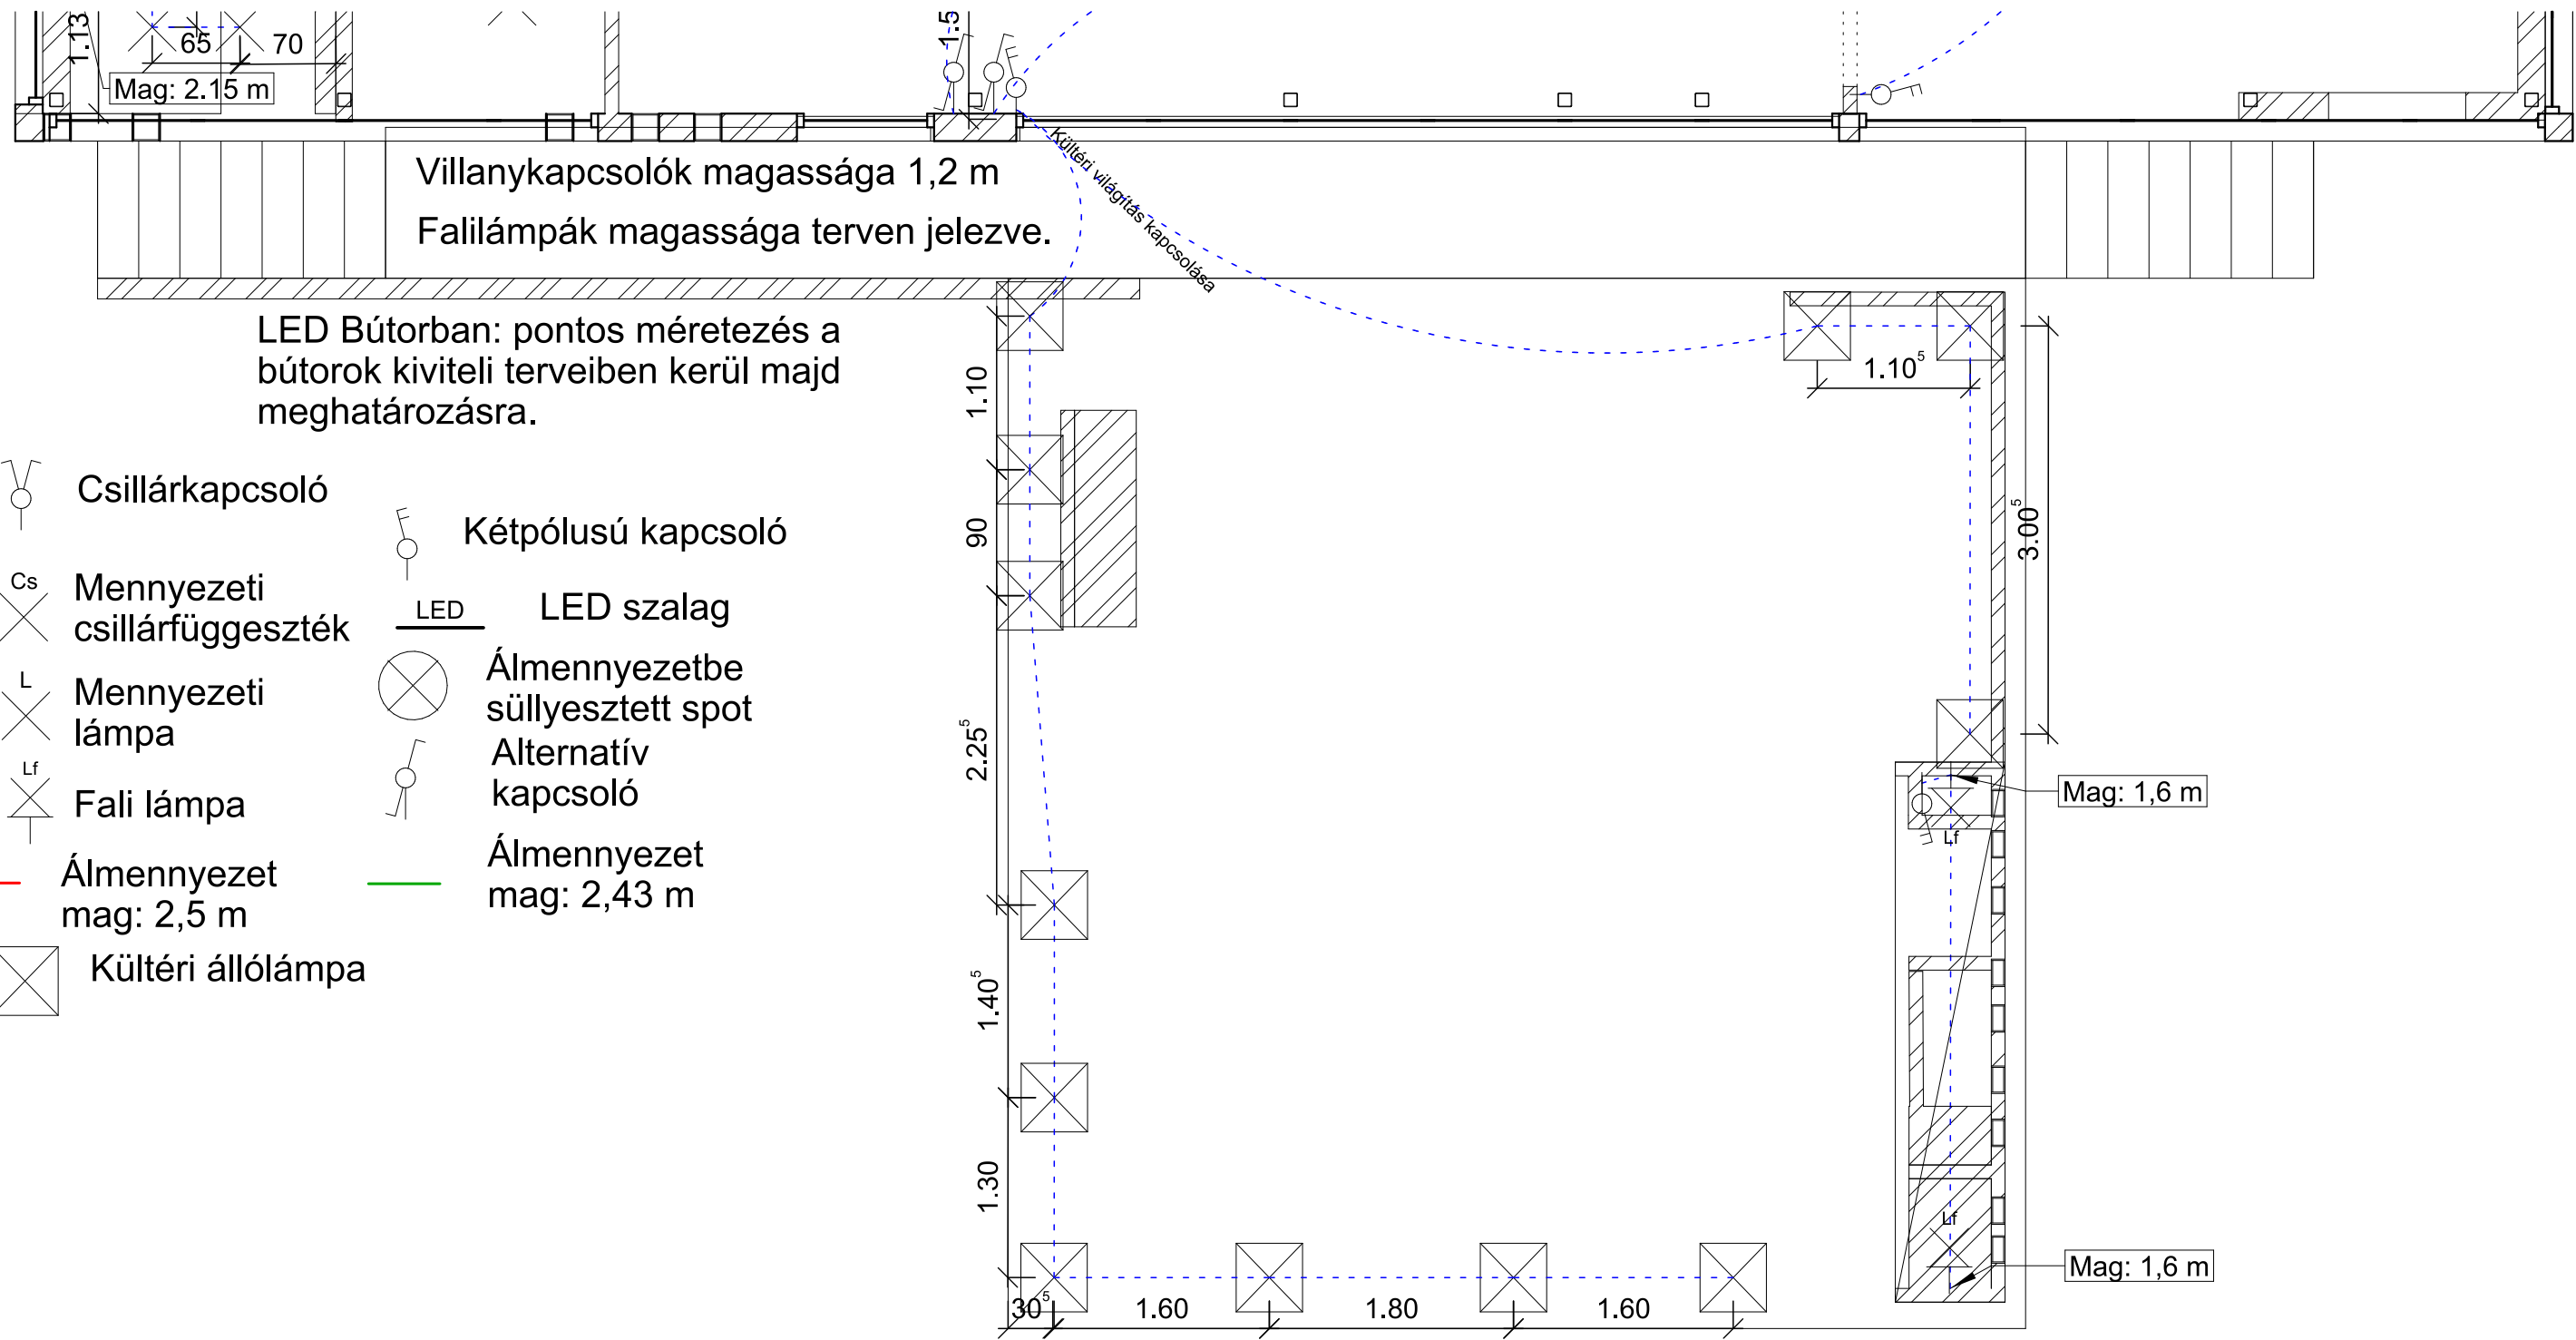 1.13
65
70
1.5
Mag: 2.15 m
Villanykapcsolók magassága 1,2 m
Falilámpák magassága terven jelezve.
Kültéri világítás kapcsolása
LED Bútorban: pontos méretezés a
bútorok kiviteli terveiben kerül majd
meghatározásra.
1.10
1.10⁵
90
3.00⁵
Csillárkapcsoló
Kétpólusú kapcsoló
Cs
Mennyezeti
csillárfüggeszték
LED
LED szalag
L
Mennyezeti
lámpa
Álmennyezetbe
süllyesztett spot
2.25⁵
Lf
Fali lámpa
Alternatív
kapcsoló
Mag: 1,6 m
Lf
Álmennyezet
mag: 2,5 m
Álmennyezet
mag: 2,43 m
Kültéri állólámpa
1.40⁵
1.30
Lf
Mag: 1,6 m
30⁵
1.60
1.80
1.60